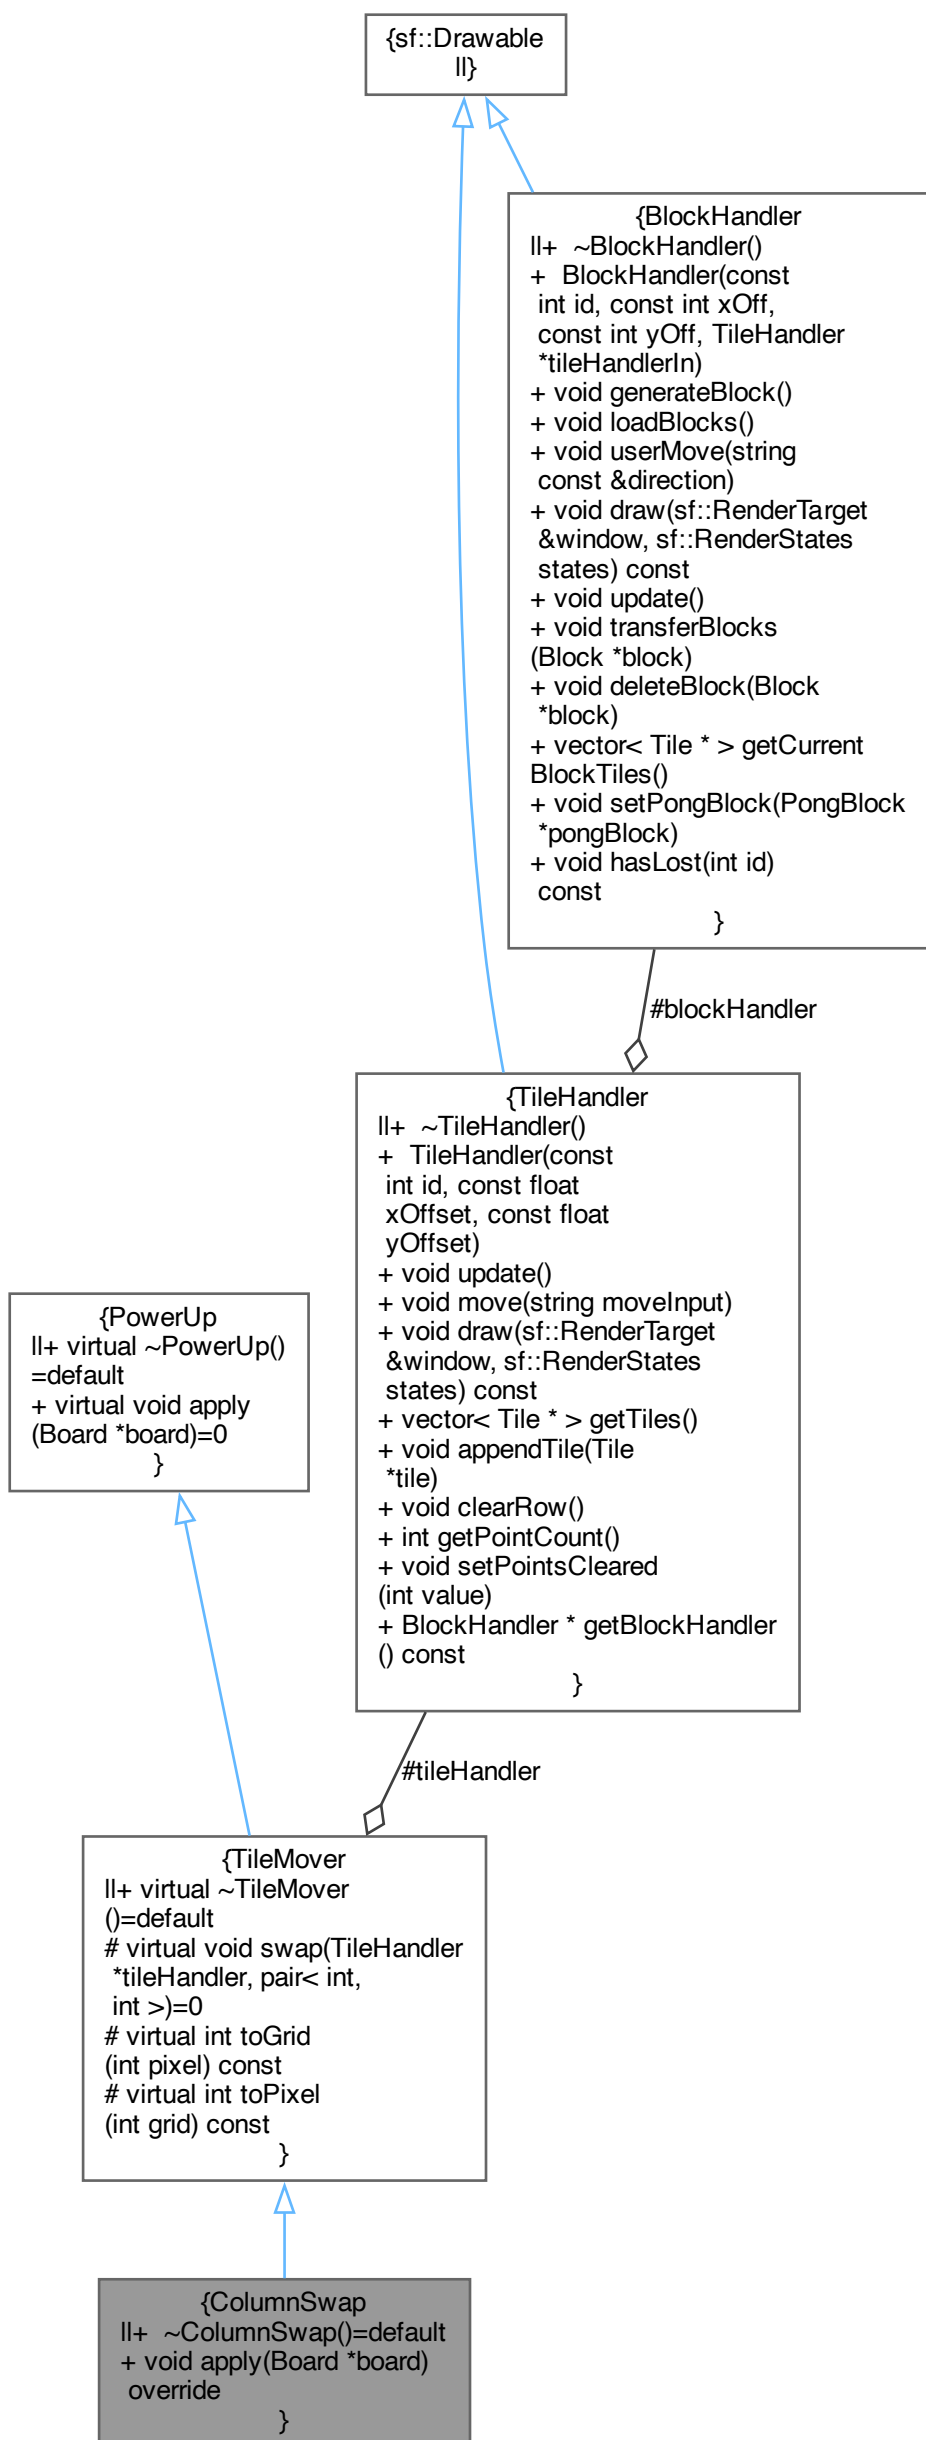 {sf::Drawable
||}
{BlockHandler
||+  ~BlockHandler()
+  BlockHandler(const
int id, const int xOff,
const int yOff, TileHandler
*tileHandlerIn)
+ void generateBlock()
+ void loadBlocks()
+ void userMove(string
const &direction)
+ void draw(sf::RenderTarget
&window, sf::RenderStates
states) const
+ void update()
+ void transferBlocks
(Block *block)
+ void deleteBlock(Block
*block)
+ vector< Tile * > getCurrent
BlockTiles()
+ void setPongBlock(PongBlock
*pongBlock)
+ void hasLost(int id)
const
}
#blockHandler
{TileHandler
||+  ~TileHandler()
+  TileHandler(const
int id, const float
xOffset, const float
yOffset)
+ void update()
+ void move(string moveInput)
+ void draw(sf::RenderTarget
&window, sf::RenderStates
states) const
+ vector< Tile * > getTiles()
+ void appendTile(Tile
*tile)
+ void clearRow()
+ int getPointCount()
+ void setPointsCleared
(int value)
+ BlockHandler * getBlockHandler
() const
}
{PowerUp
||+ virtual ~PowerUp()
=default
+ virtual void apply
(Board *board)=0
}
#tileHandler
{TileMover
||+ virtual ~TileMover
()=default
# virtual void swap(TileHandler
*tileHandler, pair< int,
int >)=0
# virtual int toGrid
(int pixel) const
# virtual int toPixel
(int grid) const
}
{ColumnSwap
||+  ~ColumnSwap()=default
+ void apply(Board *board)
override
}